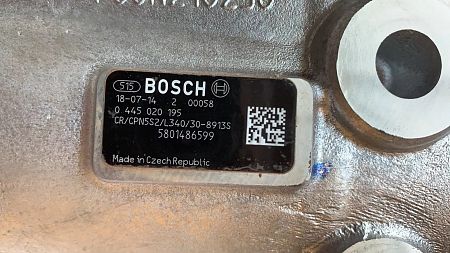 515 BOSCH
18-07-14 2 00058
0 445 020 195
CR/CPN5S2/L340/30-8913S
5801486599
Made in Czech Republic